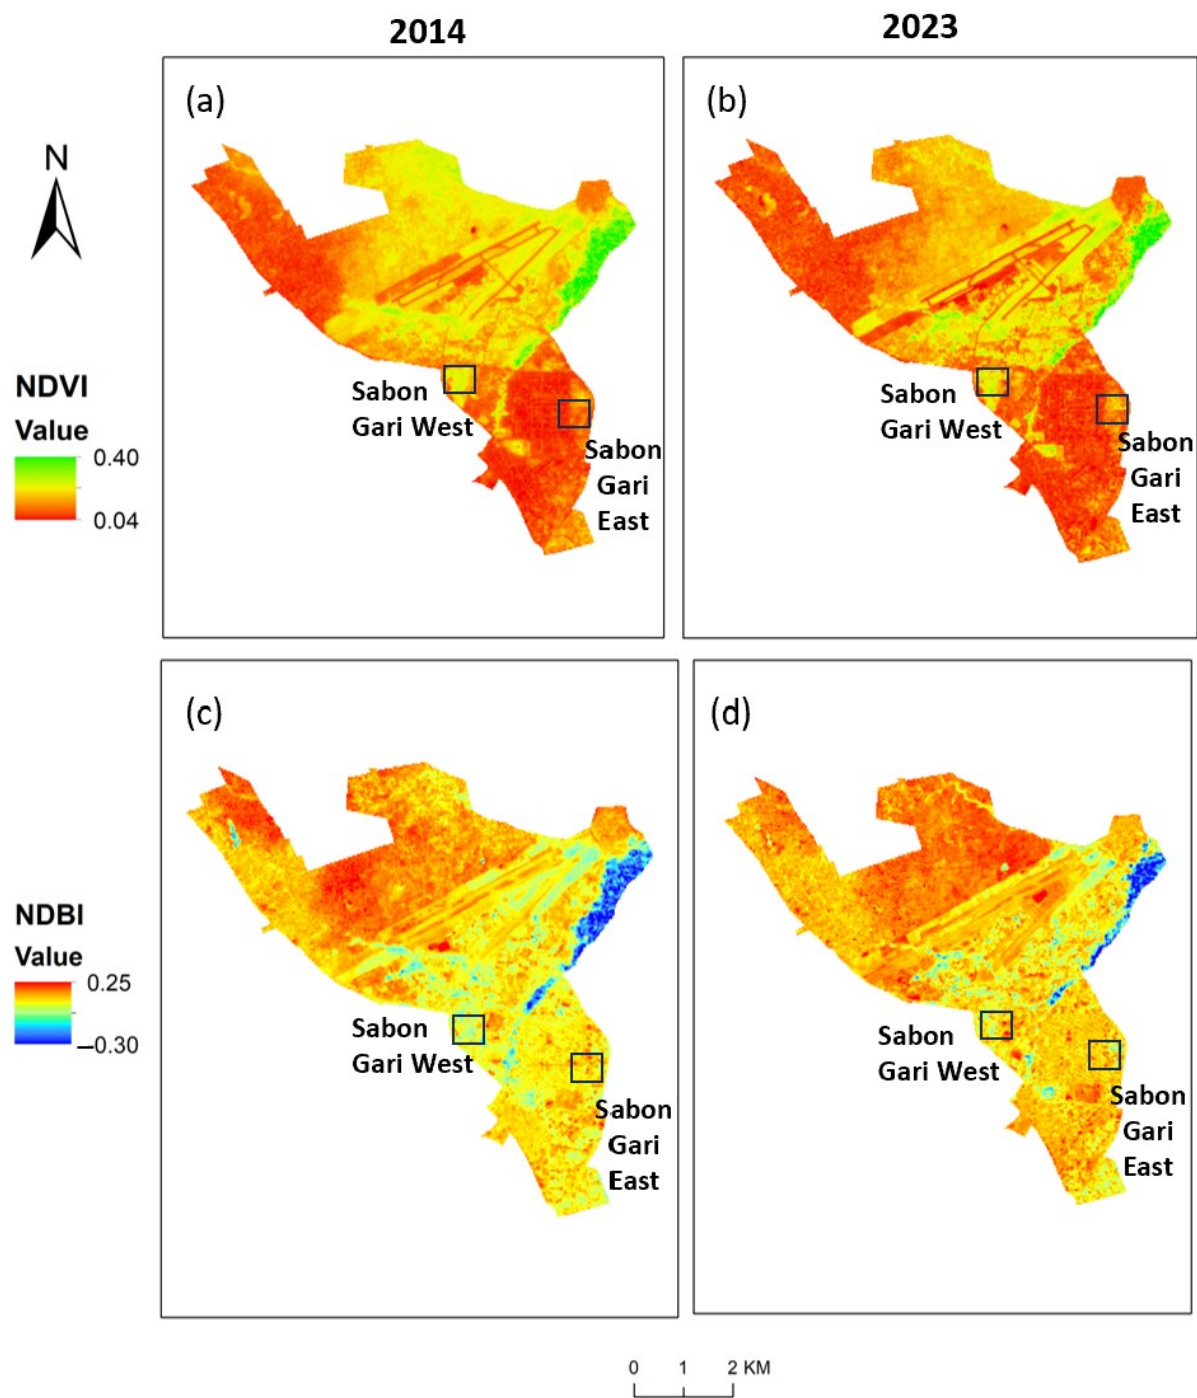 2014
2023
(a)
(b)
N
NDVI
Value
0.40
0.04
Sabon
Gari West
Sabon
Gari
East
Sabon
Gari West
Sabon
Gari
East
(c)
(d)
NDBI
Value
0.25
–0.30
Sabon
Gari West
Sabon
Gari
East
Sabon
Gari West
Sabon
Gari
East
0 1 2 KM